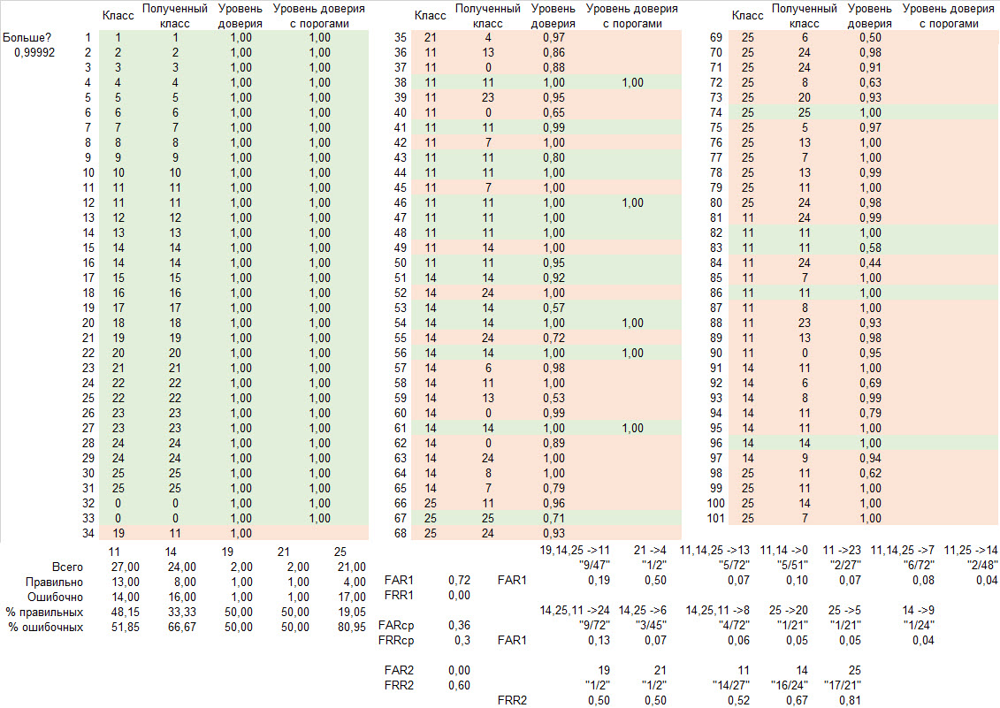 Класс Полученный класс Уровень доверия Уровень доверия с порогами Класс Полученный класс Уровень доверия Уровень доверия с порогами Класс Полученный класс Уровень доверия Уровень доверия с порогами
Больше? 1 1 1 1,00 1,00 35 21 4 0,97 69 25 6 0,50
0,99992 2 2 2 1,00 1,00 36 11 13 0,86 70 25 24 0,98
3 3 3 1,00 1,00 37 11 0 0,88 71 25 24 0,91
4 4 4 1,00 1,00 38 11 11 1,00 1,00 72 25 8 0,63
5 5 5 1,00 1,00 39 11 23 0,95 73 25 20 0,93
6 6 6 1,00 1,00 40 11 0 0,65 74 25 25 1,00
7 7 7 1,00 1,00 41 11 11 0,99 75 25 5 0,97
8 8 8 1,00 1,00 42 11 7 1,00 76 25 13 1,00
9 9 9 1,00 1,00 43 11 11 0,80 77 25 7 1,00
10 10 10 1,00 1,00 44 11 11 1,00 78 25 13 0,99
11 11 11 1,00 1,00 45 11 7 1,00 79 25 11 1,00
12 11 11 1,00 1,00 46 11 11 1,00 1,00 80 25 24 0,98
13 12 12 1,00 1,00 47 11 11 1,00 81 11 24 0,99
14 13 13 1,00 1,00 48 11 11 1,00 82 11 11 1,00
15 14 14 1,00 1,00 49 11 14 1,00 83 11 11 0,58
16 14 14 1,00 1,00 50 11 11 0,95 84 11 24 0,44
17 15 15 1,00 1,00 51 14 14 0,92 85 11 7 1,00
18 16 16 1,00 1,00 52 14 24 1,00 86 11 11 1,00
19 17 17 1,00 1,00 53 14 14 0,57 87 11 8 1,00
20 18 18 1,00 1,00 54 14 14 1,00 1,00 88 11 23 0,93
21 19 19 1,00 1,00 55 14 24 0,72 89 11 13 0,98
22 20 20 1,00 1,00 56 14 14 1,00 1,00 90 11 0 0,95
23 21 21 1,00 1,00 57 14 6 0,98 91 14 11 1,00
24 22 22 1,00 1,00 58 14 11 1,00 92 14 6 0,69
25 22 22 1,00 1,00 59 14 13 0,53 93 14 8 0,99
26 23 23 1,00 1,00 60 14 0 0,99 94 14 11 0,79
27 23 23 1,00 1,00 61 14 14 1,00 1,00 95 14 11 1,00
28 24 24 1,00 1,00 62 14 0 0,89 96 14 14 1,00
29 24 24 1,00 1,00 63 14 24 1,00 97 14 9 0,94
30 25 25 1,00 1,00 64 14 8 1,00 98 25 11 0,62
31 25 25 1,00 1,00 65 14 7 0,79 99 25 11 1,00
32 0 0 1,00 1,00 66 25 11 0,96 100 25 14 1,00
33 0 0 1,00 1,00 67 25 25 0,71 101 25 7 1,00
34 19 11 1,00 68 25 24 0,93
11 14 19 21 25 19,14,25 ->11 21 ->4 11,14,25 ->13 11,14 -> 0 11 ->23 11,14,25 ->7 11,25 ->14
Всего 27,00 24,00 2,00 2,00 21,00 "9/47" "1/2" "5/72" "5/51" "2/27" "6/72" "2/48"
Правильно 13,00 8,00 1,00 1,00 4,00 FAR1 0,72 FAR1 0,19 0,50 0,07 0,10 0,07 0,08 0,04
Ошибочно 14,00 16,00 1,00 1,00 17,00 FRR1 0,00
% правильных 48,15 33,33 50,00 50,00 19,05 14,25,11 ->24 14,25 ->6 14,25,11 ->8 25 ->20 25 ->5 14 ->9
% ошибочных 51,85 66,67 50,00 50,00 80,95 FARср 0,36 "9/72" "3/45" "4/72" "1/21" "1/21" "1/24"
FRRср 0,3 FAR1 0,13 0,07 0,06 0,05 0,05 0,04
FAR2 0,00 19 21 11 14 25
FRR2 0,60 "1/2" "1/2" "14/27" "16/24" "17/21"
FRR2 0,50 0,50 0,52 0,67 0,81